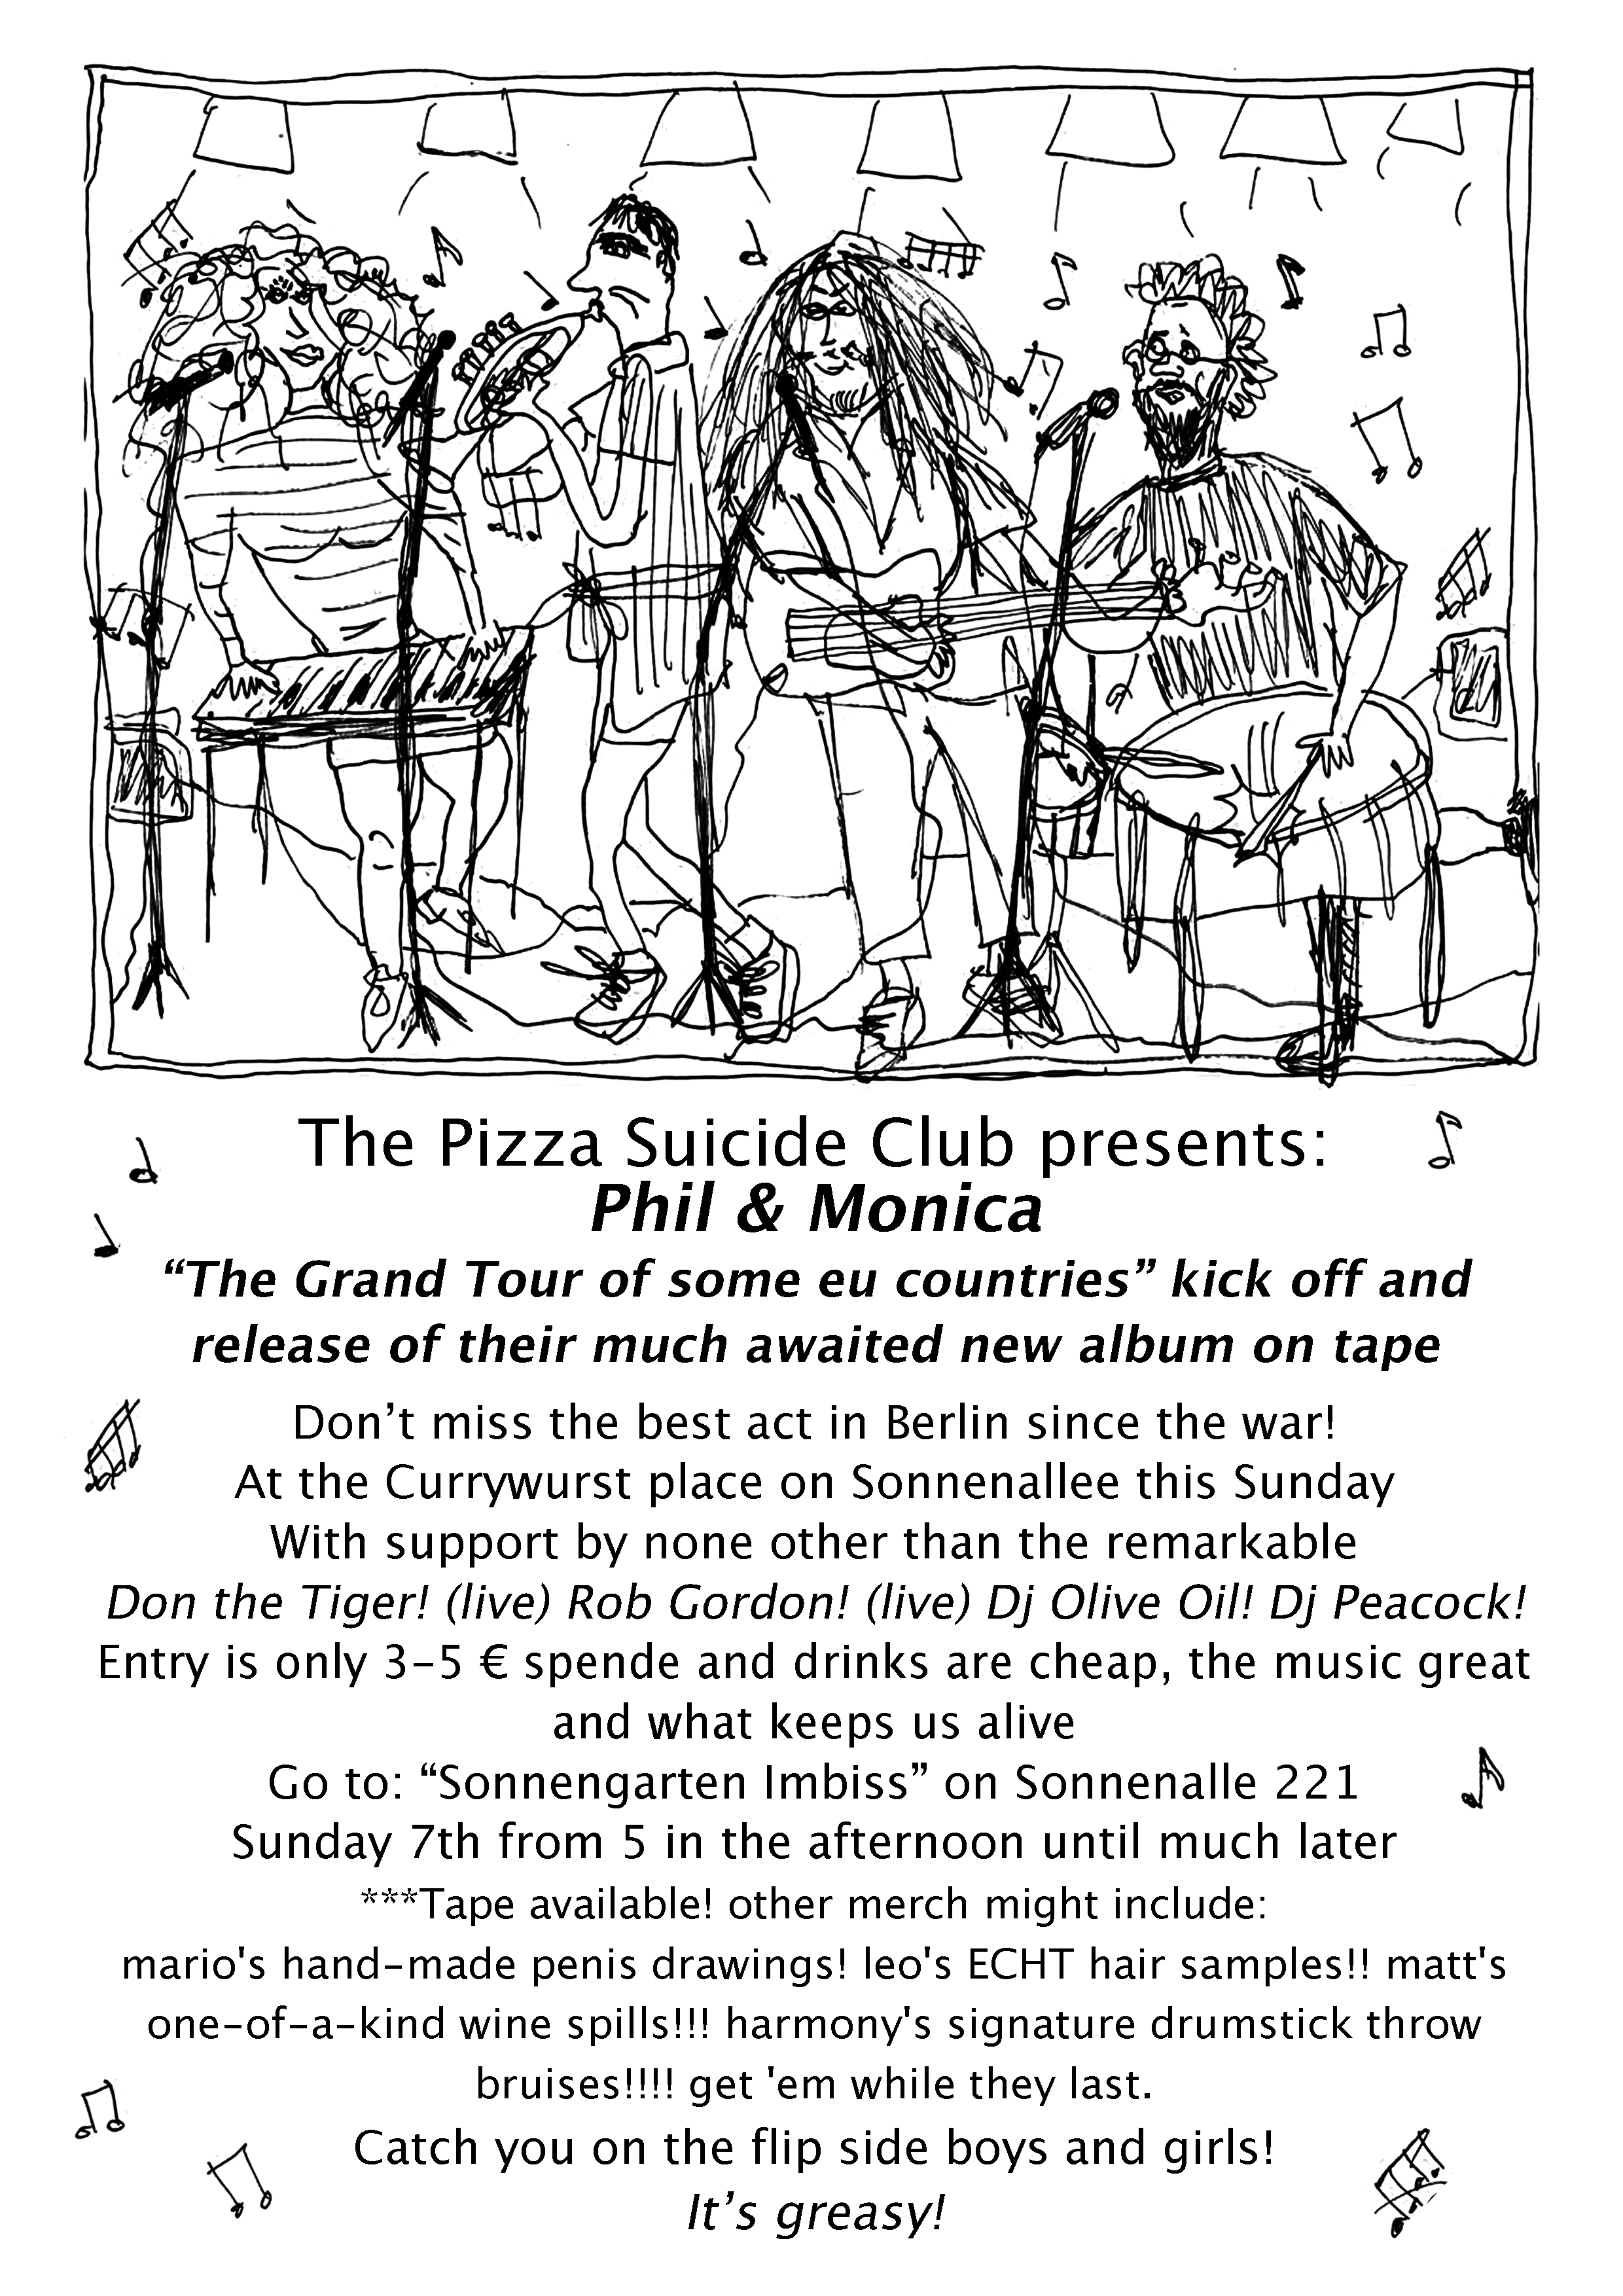 The Pizza Suicide Club presents:
Phil & Monica
“The Grand Tour of some eu countries” kick off and
release of their much awaited new album on tape
Don’t miss the best act in Berlin since the war!
At the Currywurst place on Sonnenallee this Sunday
With support by none other than the remarkable
Don the Tiger! (live) Rob Gordon! (live) Dj Olive Oil! Dj Peacock!
Entry is only 3-5 € spende and drinks are cheap, the music great
and what keeps us alive
Go to: “Sonnengarten Imbiss” on Sonnenalle 221
Sunday 7th from 5 in the afternoon until much later
***Tape available! other merch might include:
mario's hand-made penis drawings! leo's ECHT hair samples!! matt's
one-of-a-kind wine spills!!! harmony's signature drumstick throw
bruises!!!! get 'em while they last.
Catch you on the flip side boys and girls!
It’s greasy!